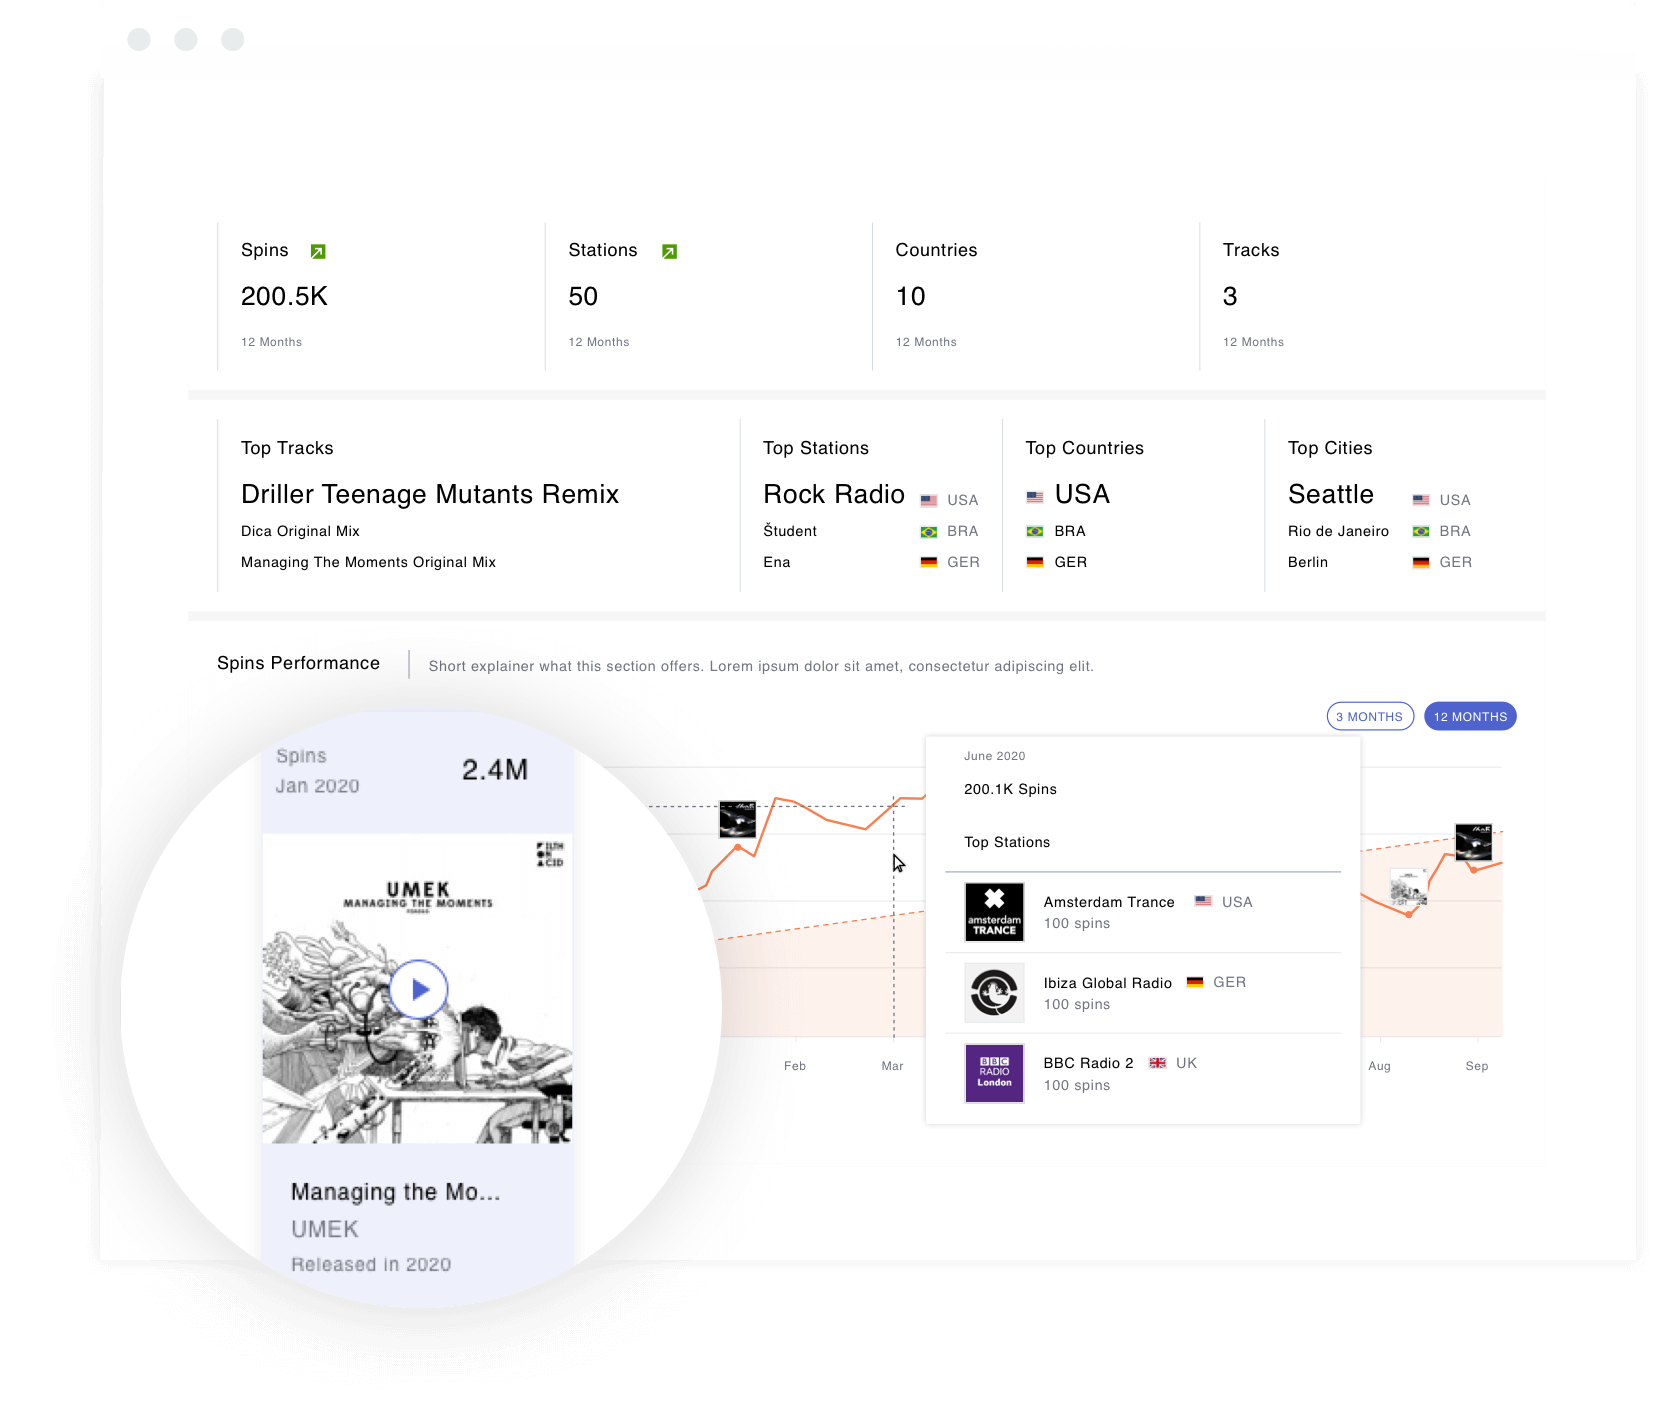 Spins
200.5K
12 Months
Stations
50
12 Months
Countries
10
12 Months
Tracks
3
12 Months
Top Tracks
Driller Teenage Mutants Remix
Dica Original Mix
Managing The Moments Original Mix
Top Stations
Rock Radio USA
Študent BRA
Ena GER
Top Countries
USA
BRA
GER
Top Cities
Seattle USA
Rio de Janeiro BRA
Berlin GER
Spins Performance
Short explainer what this section offers. Lorem ipsum dolor sit amet, consectetur adipiscing elit.
3 MONTHS
12 MONTHS
Spins
Jan 2020
2.4M
UMEK
MANAGING THE MOMENTS
Managing the Mo...
UMEK
Released in 2020
June 2020
200.1K Spins
Top Stations
amsterdam
TRANCE
Amsterdam Trance USA
100 spins
Ibiza Global Radio GER
100 spins
BBC
RADIO
London
BBC Radio 2 UK
100 spins
Feb
Mar
Aug
Sep